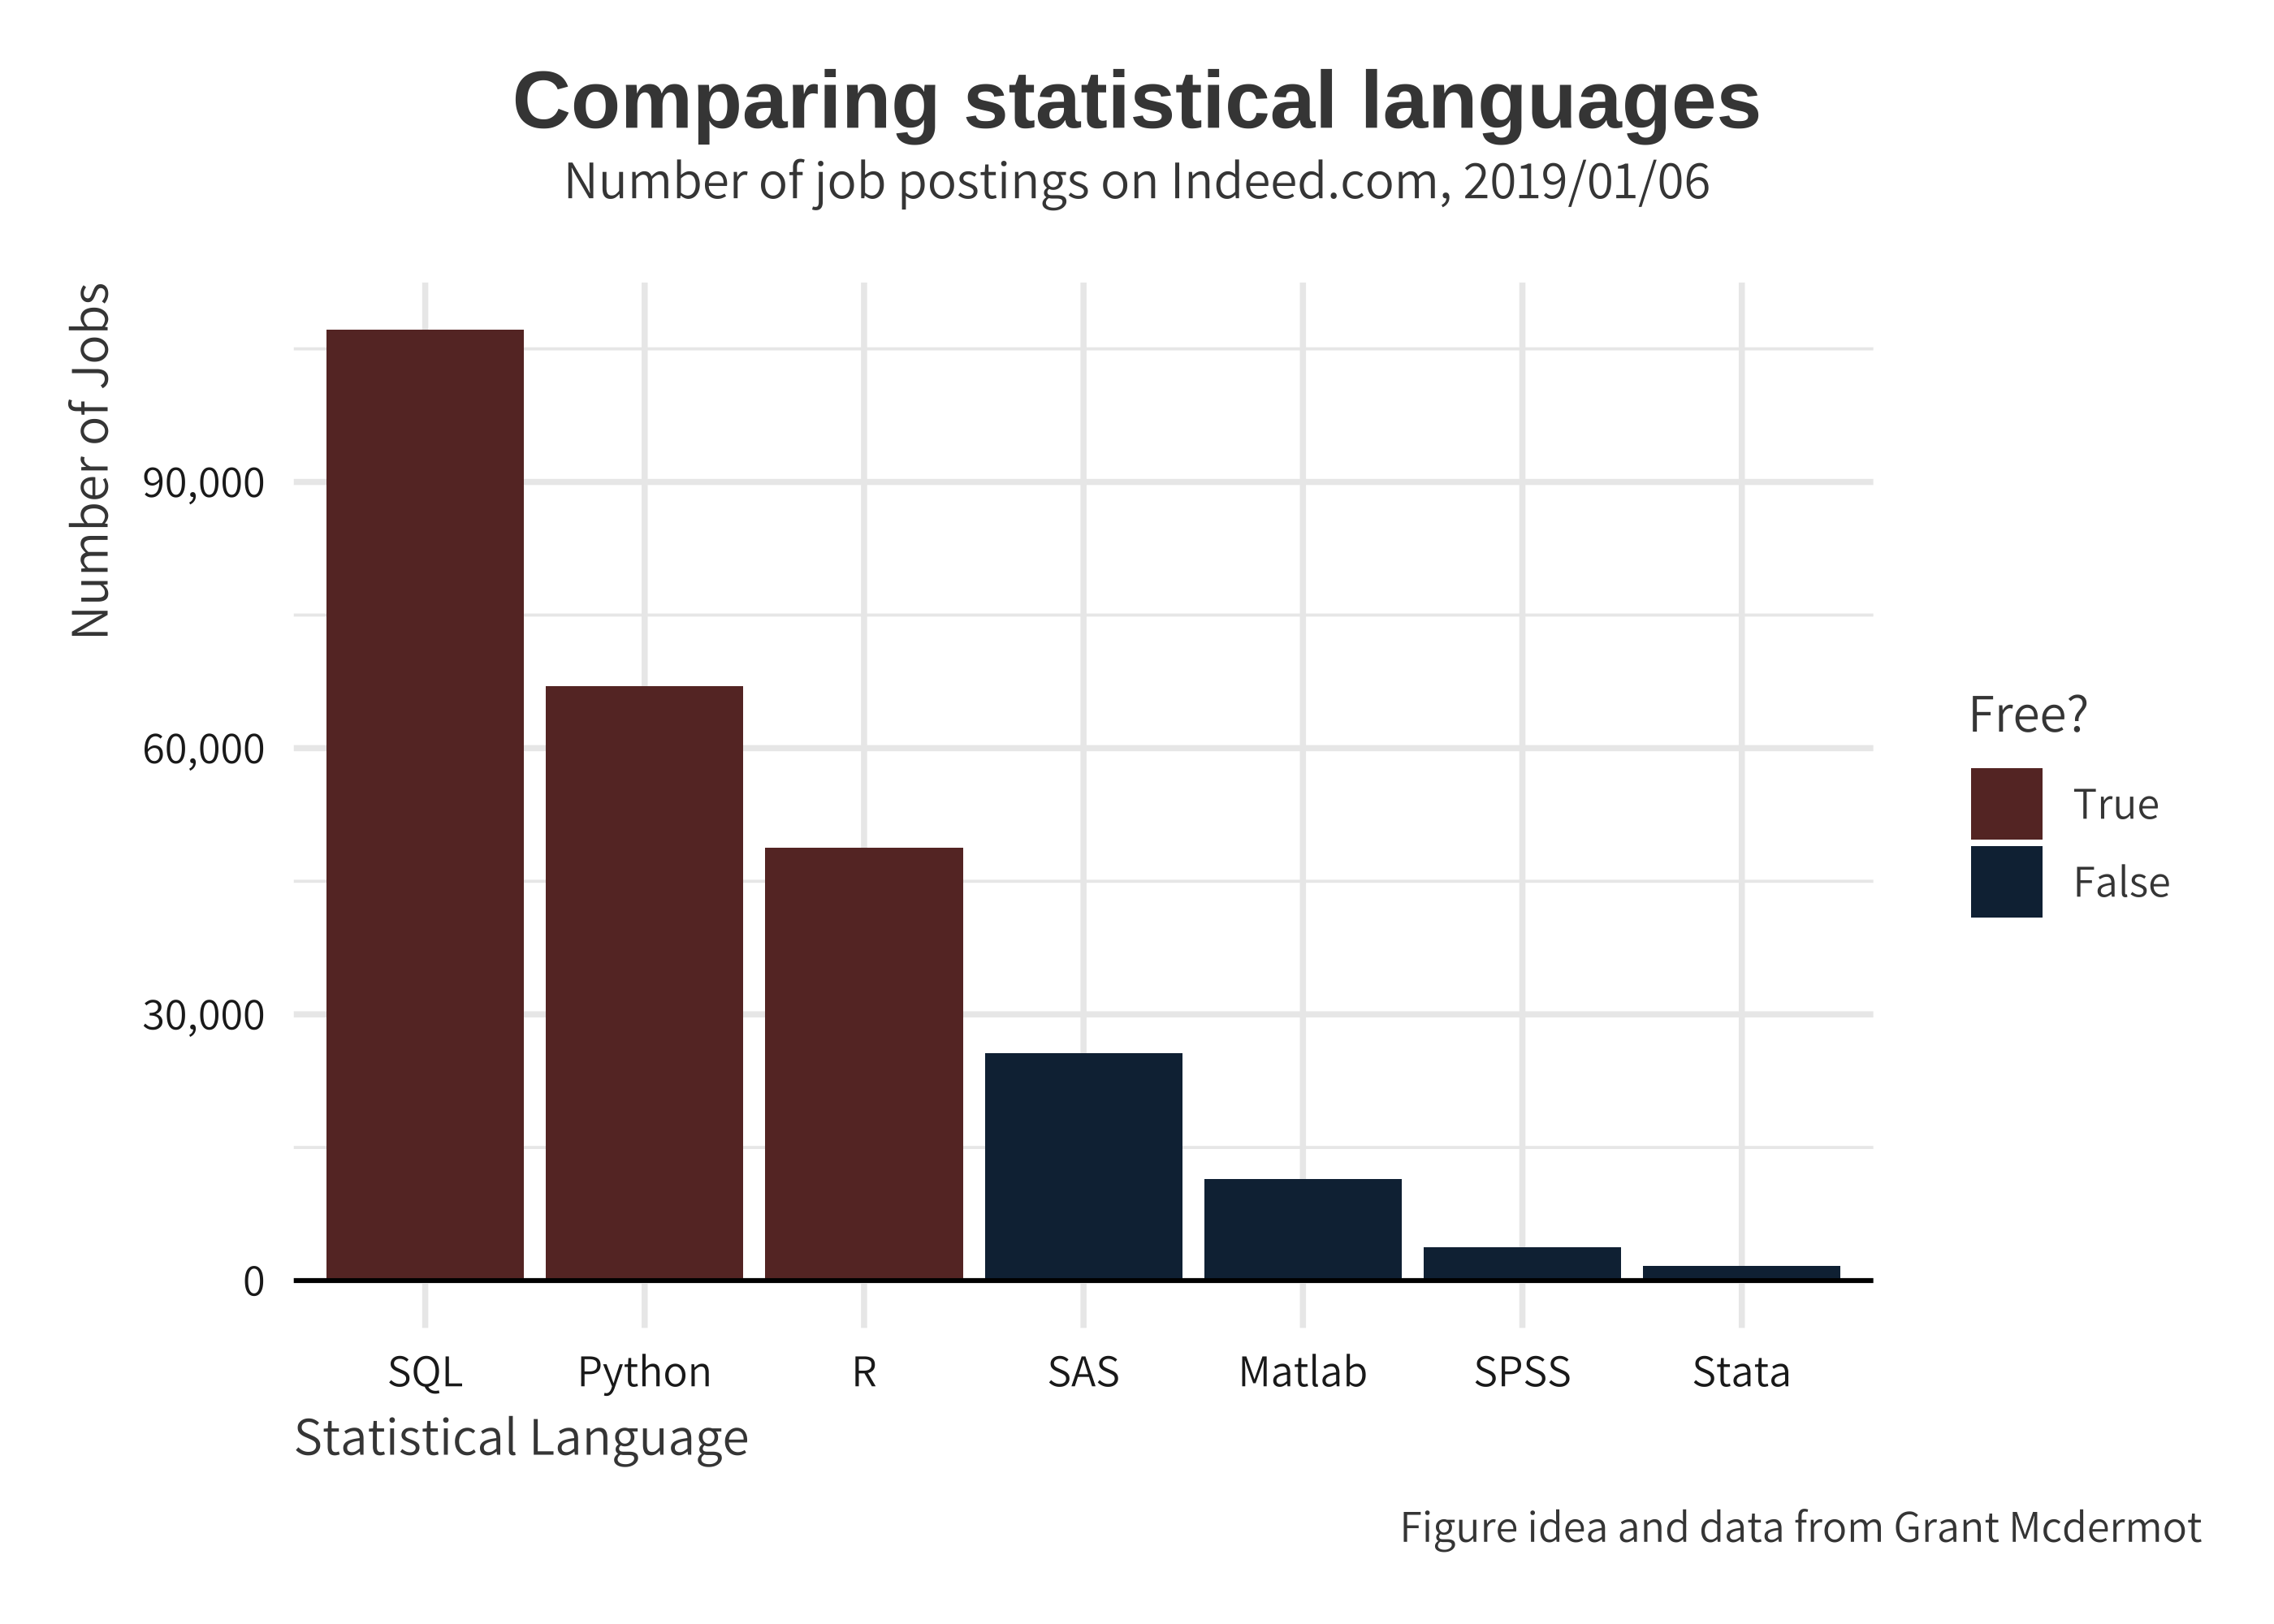 Comparing statistical languages
Number of job postings on Indeed.com, 2019/01/06
Number of Jobs
90,000
60,000
30,000
0
SQL Python R SAS Matlab SPSS Stata
Statistical Language
Free?
True
False
Figure idea and data from Grant Mcdermot